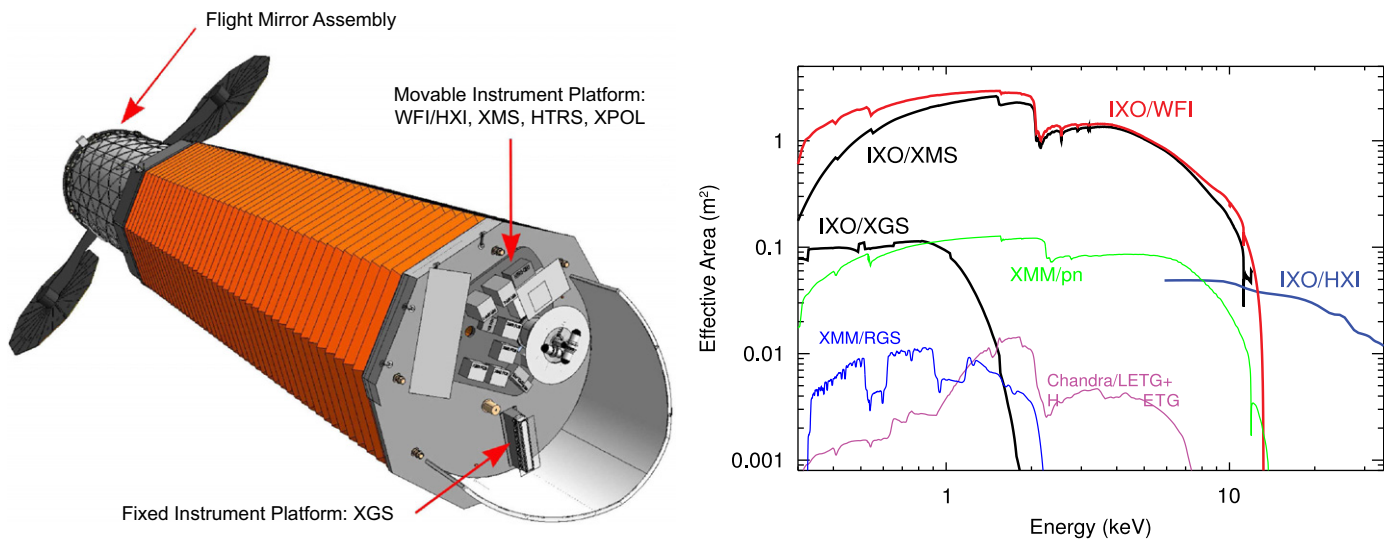 Flight Mirror Assembly
Movable Instrument Platform:
WFI/HXI, XMS, HTRS, XPOL
Fixed Instrument Platform: XGS
Effective Area (m²)
1
0.1
0.01
0.001
IXO/WFI
IXO/XMS
IXO/XGS
XMM/pn
IXO/HXI
XMM/RGS
Chandra/LETG+
H ETG
1
10
Energy (keV)